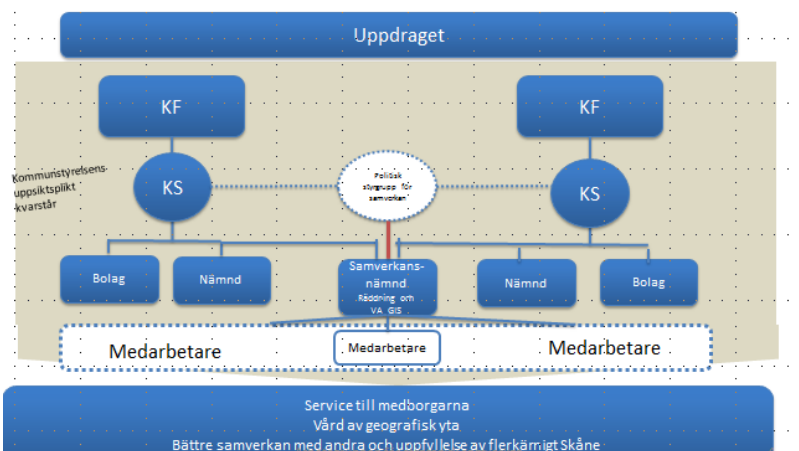 Uppdraget
KF
KF
Kommunstyrelsens
uppsiktsplikt
kvarstår
KS
Politisk
styrgrupp för
samverkan
KS
Bolag
Nämnd
Samverkans-
nämnd
Räddning och
VA GIS
Nämnd
Bolag
Medarbetare
Medarbetare
Medarbetare
Service till medborgarna
Vård av geografisk yta
Bättre samverkan med andra och uppfyllelse av flerkärnigt Skåne